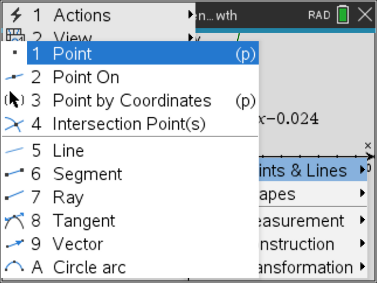 1 Actions
2 View
en...wth
RAD
1 Point (p)
2 Point On
3 Point by Coordinates (p)
4 Intersection Point(s)
5 Line
6 Segment
7 Ray
8 Tangent
9 Vector
A Circle arc
x-0.024
x
ints & Lines
apes
easurement
nstruction
ansformation